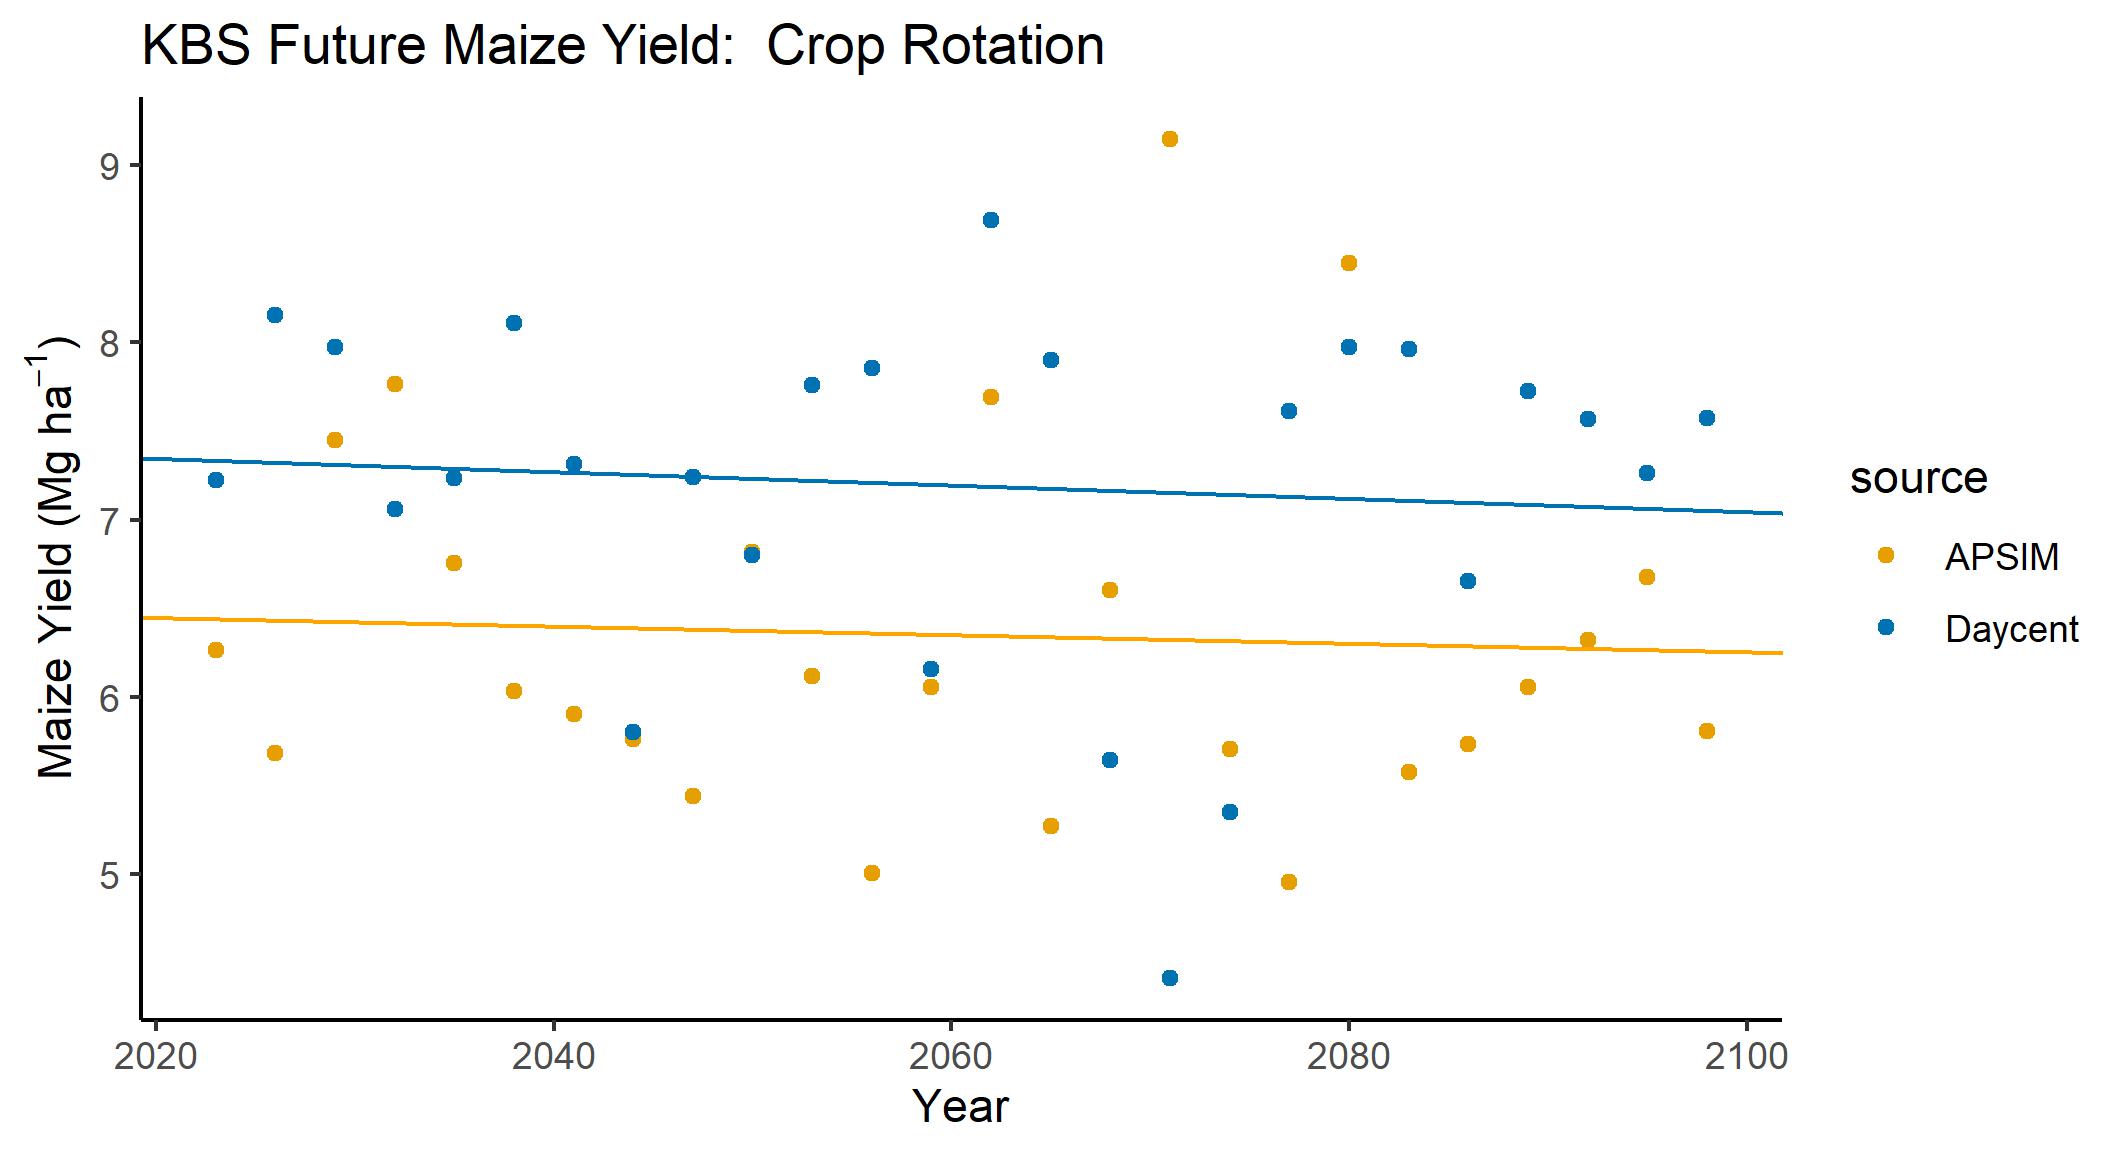 KBS Future Maize Yield:  Crop Rotation
Maize Yield (Mg ha⁻¹)
9
8
7
6
5
2020 2040 2060 2080 2100
Year
source
APSIM
Daycent